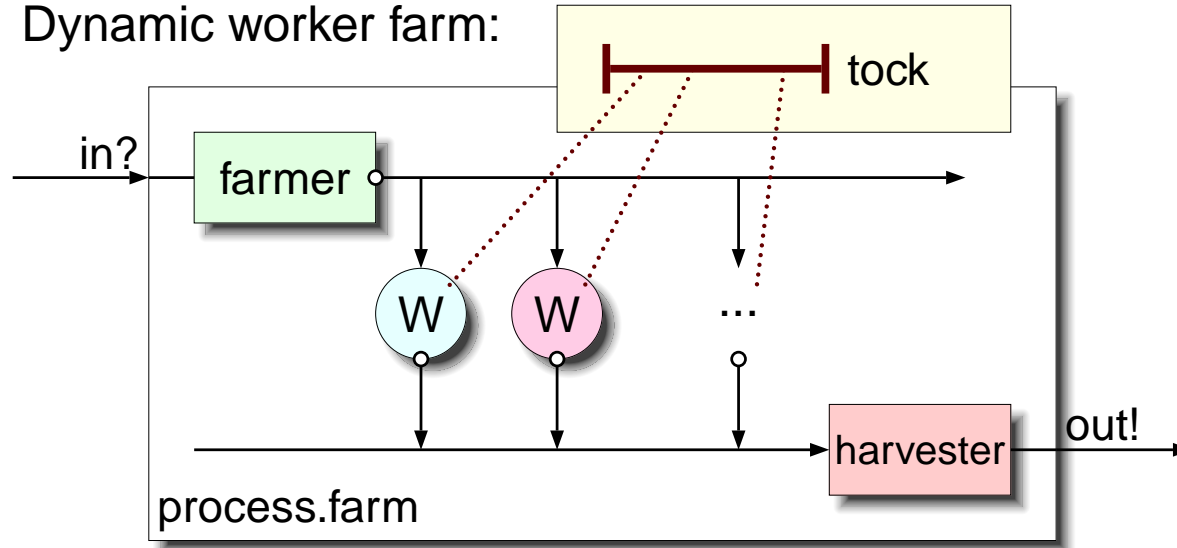 Dynamic worker farm:
tock
in?
farmer
W
W
...
harvester
out!
process.farm